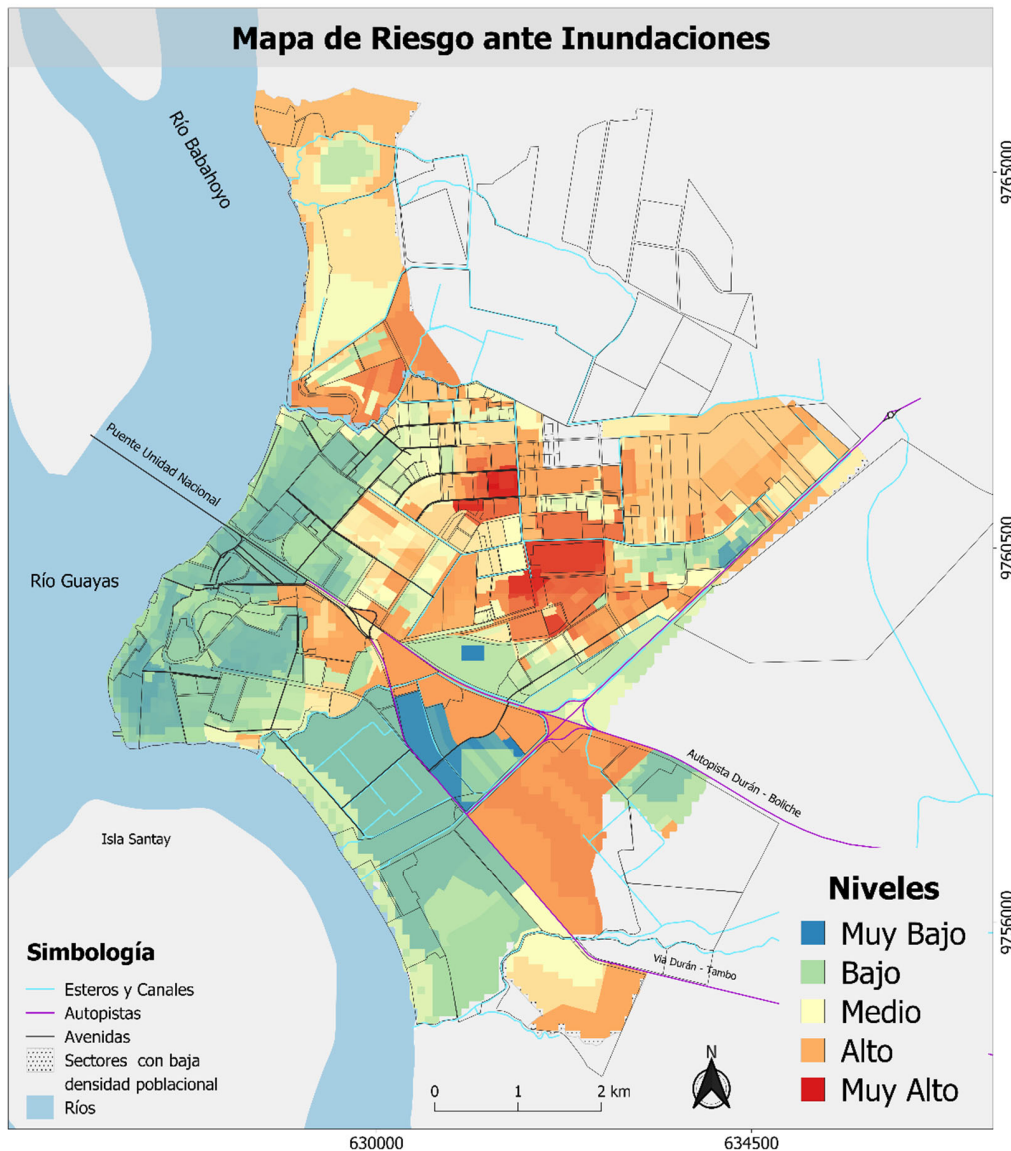 Mapa de Riesgo ante Inundaciones
Río Babahoyo
9765000
Puente Unidad Nacional
9760500
Río Guayas
Autopista Durán - Boliche
Isla Santay
9756000
Niveles
Muy Bajo
Bajo
Medio
Alto
Muy Alto
Via Durán - Tambo
Simbología
Esteros y Canales
Autopistas
Avenidas
Sectores con baja
densidad poblacional
Ríos
0 1 2 km
N
630000
634500